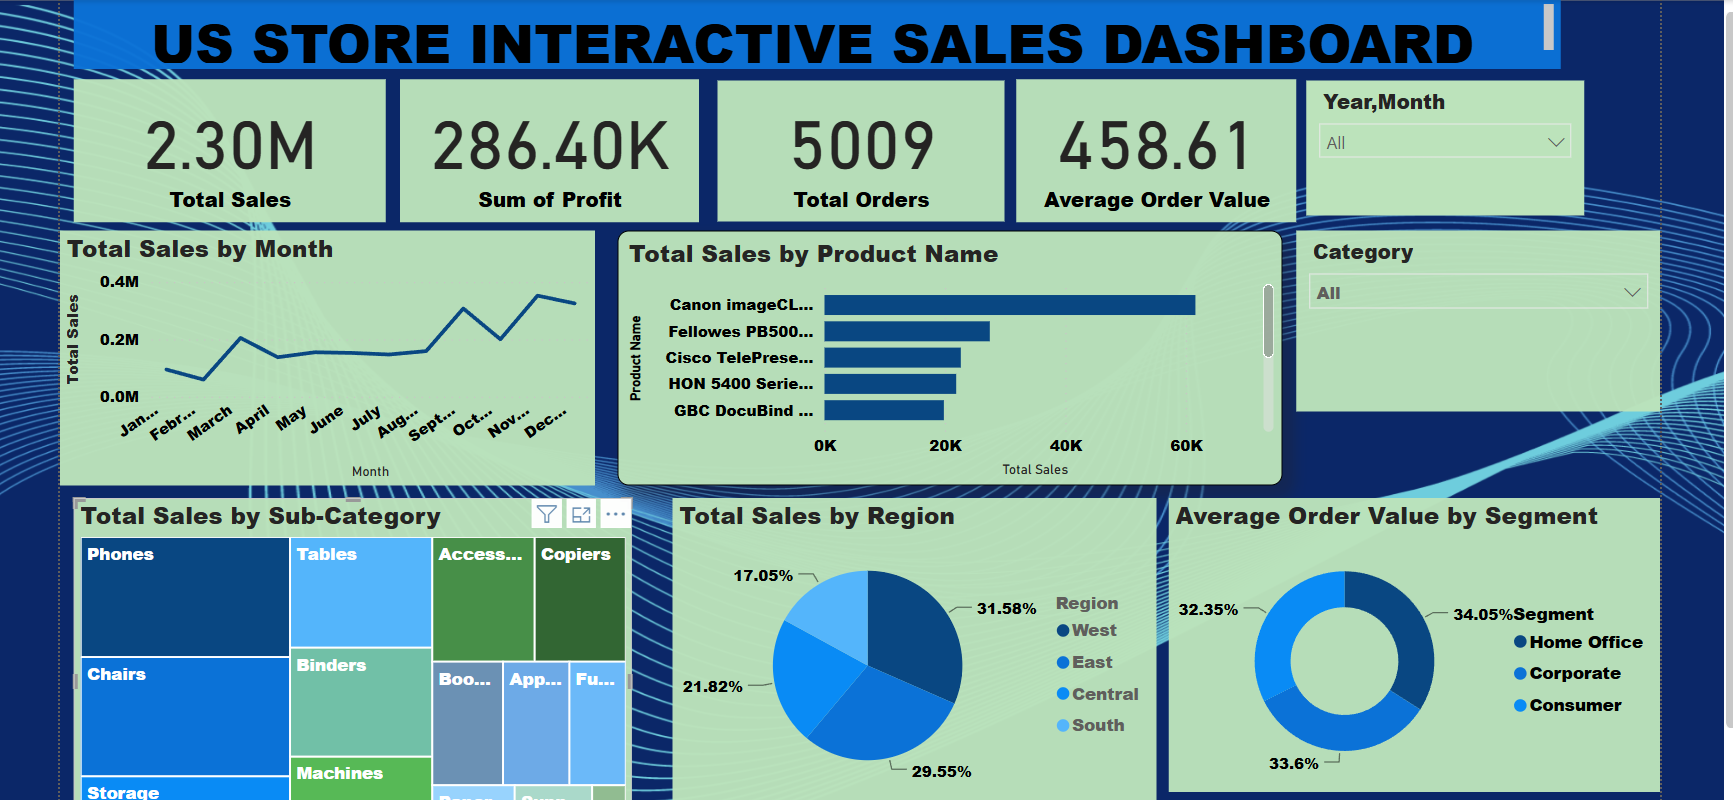 US STORE INTERACTIVE SALES DASHBOARD
2.30M
Total Sales
286.40K
Sum of Profit
5009
Total Orders
458.61
Average Order Value
Year,Month
All
Total Sales by Month
Total Sales
0.4M
0.2M
0.0M
Jan...
Febr...
March
April
May
June
July
Aug...
Sept...
Oct...
Nov...
Dec...
Month
Total Sales by Product Name
Product Name
Canon imageCL...
Fellowes PB500...
Cisco TelePrese...
HON 5400 Serie...
GBC DocuBind ...
0K 20K 40K 60K
Total Sales
Category
All
Total Sales by Sub-Category
Phones
Chairs
Storage
Tables
Binders
Machines
Access...
Copiers
Boo...
App...
Fu...
Total Sales by Region
17.05%
31.58%
21.82%
29.55%
Region
West
East
Central
South
Average Order Value by Segment
32.35%
34.05%
33.6%
Segment
Home Office
Corporate
Consumer